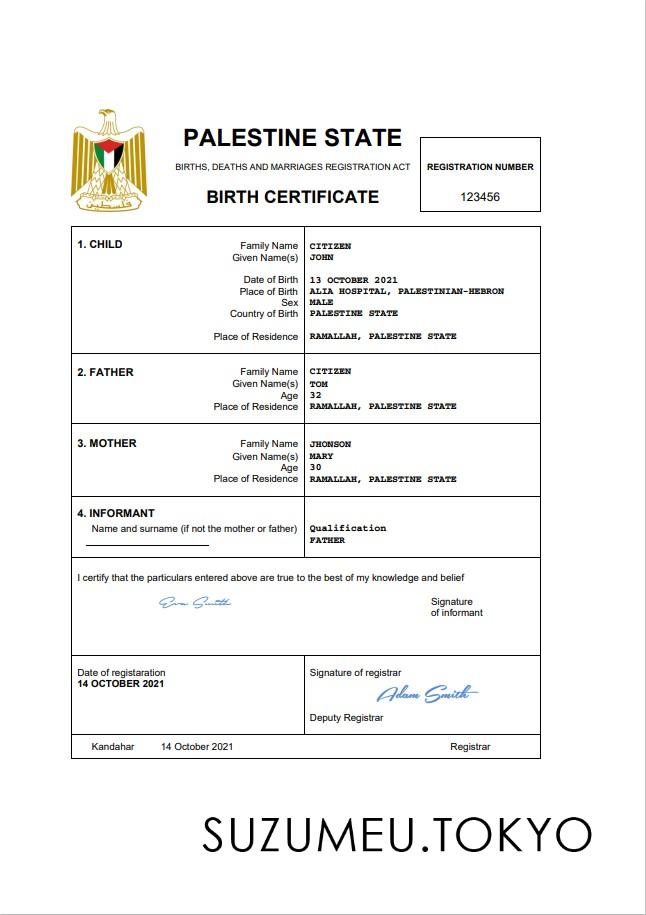 PALESTINE STATE
BIRTHS, DEATHS AND MARRIAGES REGISTRATION ACT
BIRTH CERTIFICATE
REGISTRATION NUMBER
123456
فلسطين
1. CHILD
Family Name CITIZEN
Given Name(s) JOHN
Date of Birth 13 OCTOBER 2021
Place of Birth ALIA HOSPITAL, PALESTINIAN-HEBRON
Sex MALE
Country of Birth PALESTINE STATE
Place of Residence RAMALLAH, PALESTINE STATE
2. FATHER
Family Name CITIZEN
Given Name(s) TOM
Age 32
Place of Residence RAMALLAH, PALESTINE STATE
3. MOTHER
Family Name JHONSON
Given Name(s) MARY
Age 30
Place of Residence RAMALLAH, PALESTINE STATE
4. INFORMANT
Name and surname (if not the mother or father) Qualification
FATHER
I certify that the particulars entered above are true to the best of my knowledge and belief
Eva Smith Signature
of informant
Date of registaration
14 OCTOBER 2021
Signature of registrar
Adam Smith
Deputy Registrar
Kandahar 14 October 2021 Registrar
SUZUMEU.TOKYO